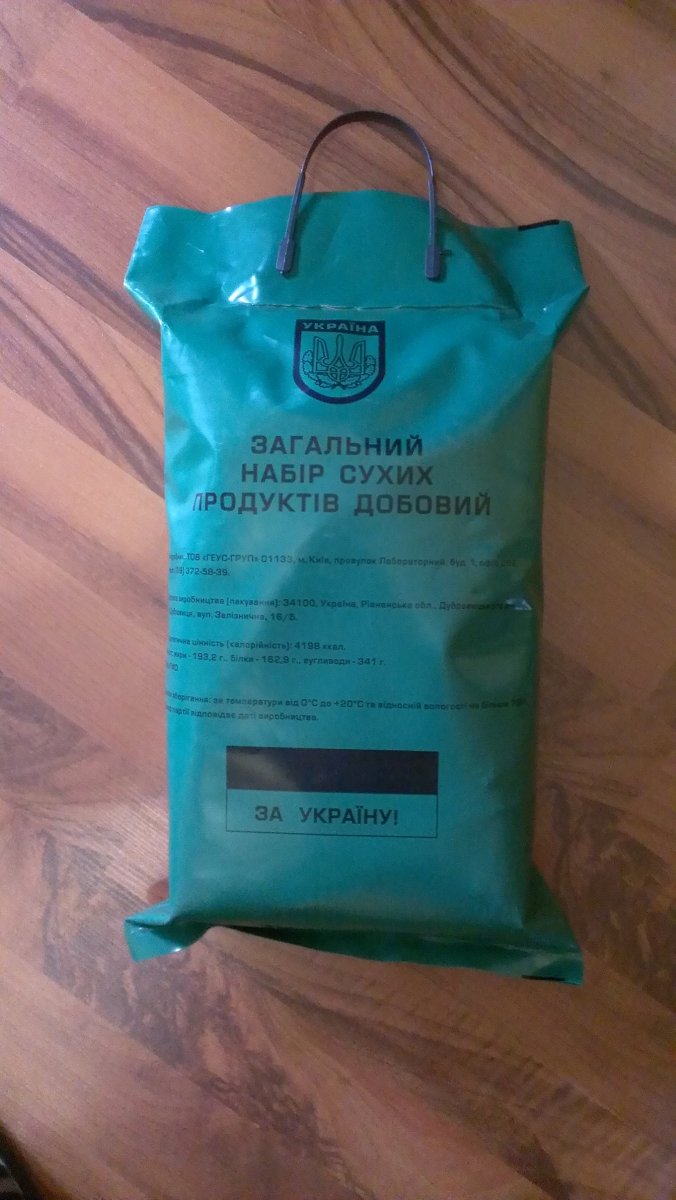 УКРАЇНА
ЗАГАЛЬНИЙ
НАБІР СУХИХ
ПРОДУКТІВ ДОБОВИЙ
ТОВ «ГЕУС-ГРУП» 01133, м. Київ, провулок Лабораторний, буд. 1, офіс
372-58-39.
виробництва (пакування): 34100, Україна, Рівненська обл.,
вул. Залізнична, 16/5.
цінність (калорійність): 4198 ккал.
жири - 193,2 г., білки - 162,9 г., вуглеводи - 341 г.
зберігання: за температури від 0°С до +20°С та відносній вологості не більше
партії відповідає даті виробництва.
ЗА УКРАЇНУ!